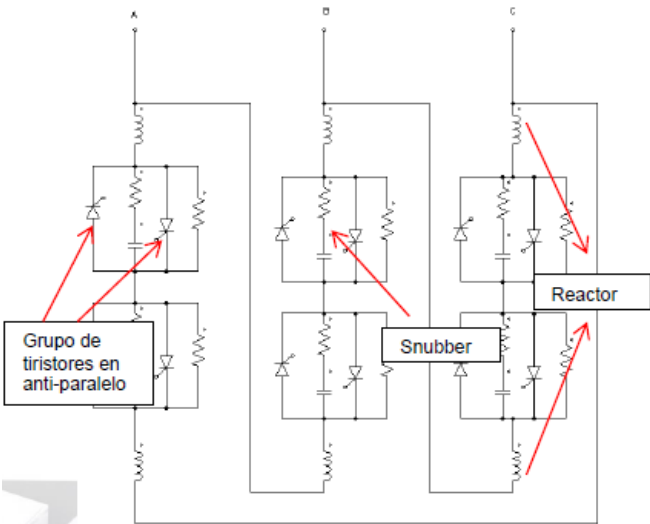 A
B
C
Grupo de
tiristores en
anti-paralelo
Snubber
Reactor